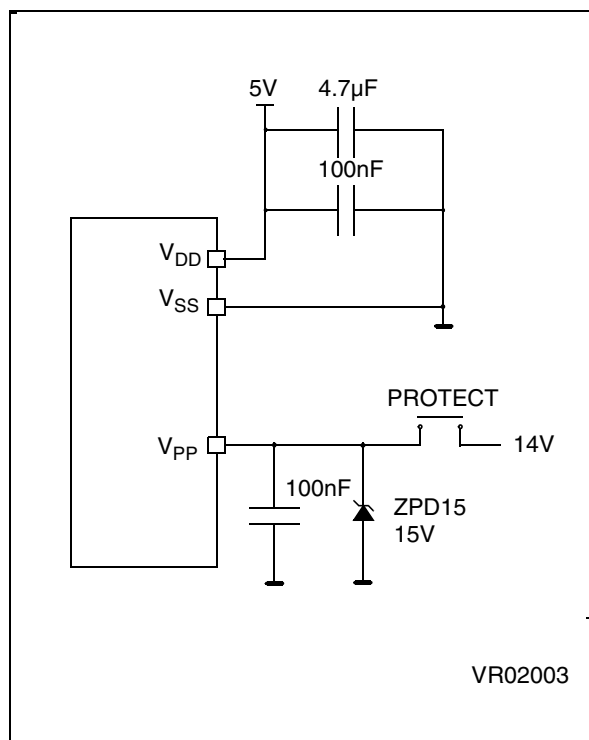 5V
4.7µF
100nF
VDD
VSS
PROTECT
VPP
14V
100nF
ZPD15
15V
VR02003